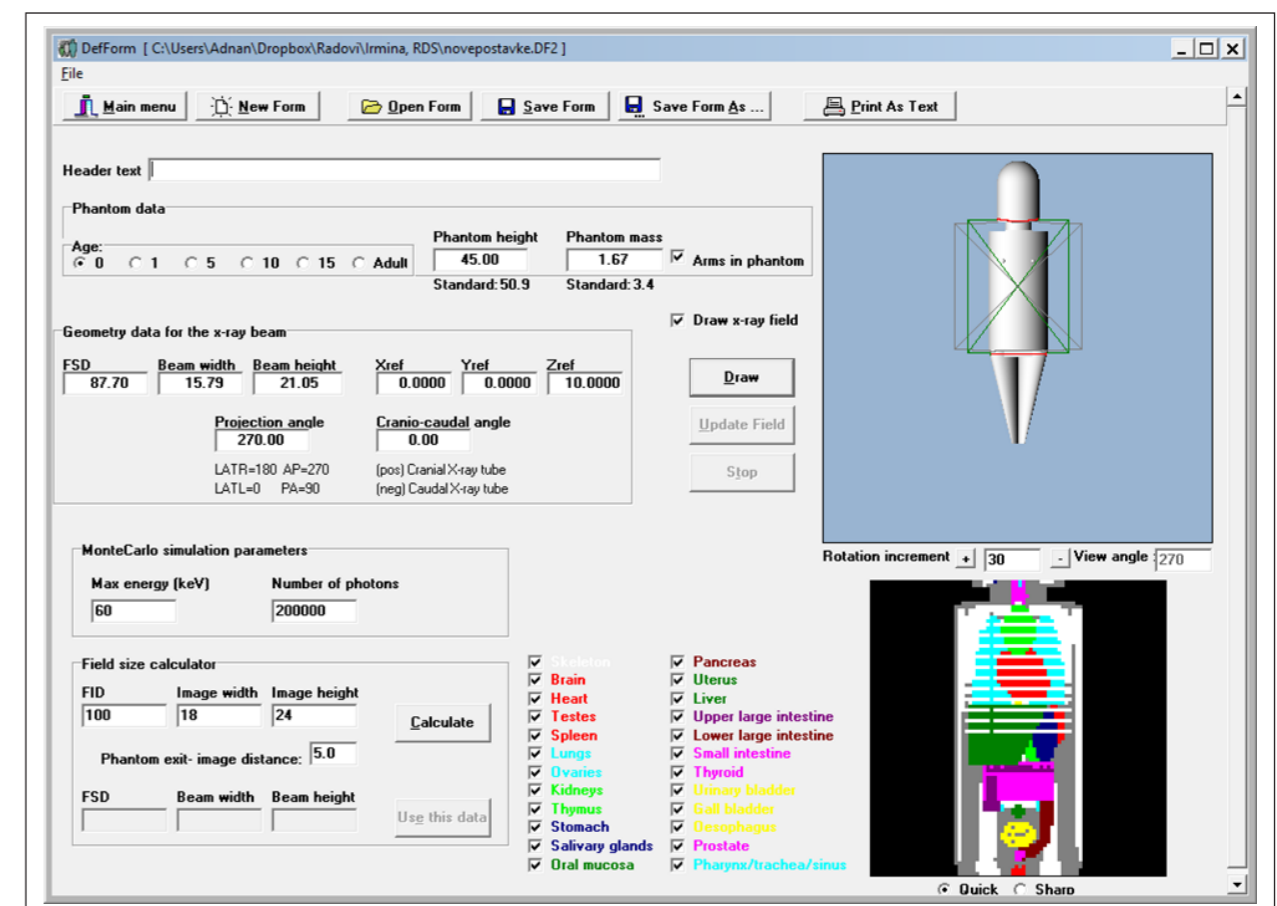 DefForm [ C:\Users\Adnan\Dropbox\Radovi\Irmina, RDS\novepostavke.DF2 ]
File
Main menu New Form Open Form Save Form Save Form As ... Print As Text
Header text
Phantom data
Age:
0 1 5 10 15 Adult
Phantom height Phantom mass
45.00 1.67 Arms in phantom
Standard: 50.9 Standard: 3.4
Draw x-ray field
Geometry data for the x-ray beam
FSD Beam width Beam height Xref Yref Zref
87.70 15.79 21.05 0.0000 0.0000 10.0000
Projection angle Cranio-caudal angle
270.00 0.00
LATR=180 AP=270 (pos) Cranial X-ray tube
LATL=0 PA=90 (neg) Caudal X-ray tube
Draw
Update Field
Stop
Rotation increment + 30 - View angle : 270
MonteCarlo simulation parameters
Max energy (keV) Number of photons
60 200000
Field size calculator
FID Image width Image height
100 18 24
Calculate
Phantom exit- image distance: 5.0
FSD Beam width Beam height
Use this data
Skeleton Pancreas
Brain Uterus
Heart Liver
Testes Upper large intestine
Spleen Lower large intestine
Lungs Small intestine
Ovaries Thyroid
Kidneys Urinary bladder
Thymus Gall bladder
Stomach Oesophagus
Salivary glands Prostate
Oral mucosa Pharynx/trachea/sinus
Quick Sharp